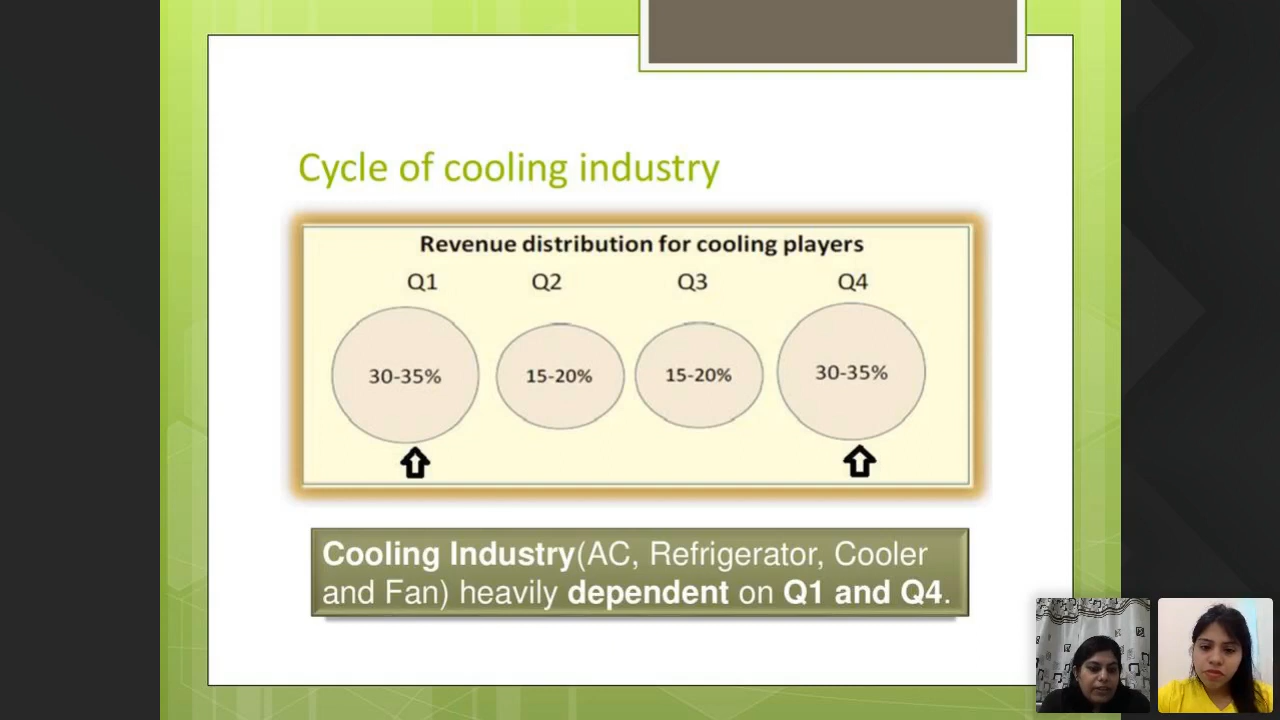 Cycle of cooling industry
Revenue distribution for cooling players
Q1 Q2 Q3 Q4
30-35% 15-20% 15-20% 30-35%
Cooling Industry(AC, Refrigerator, Cooler
and Fan) heavily dependent on Q1 and Q4.